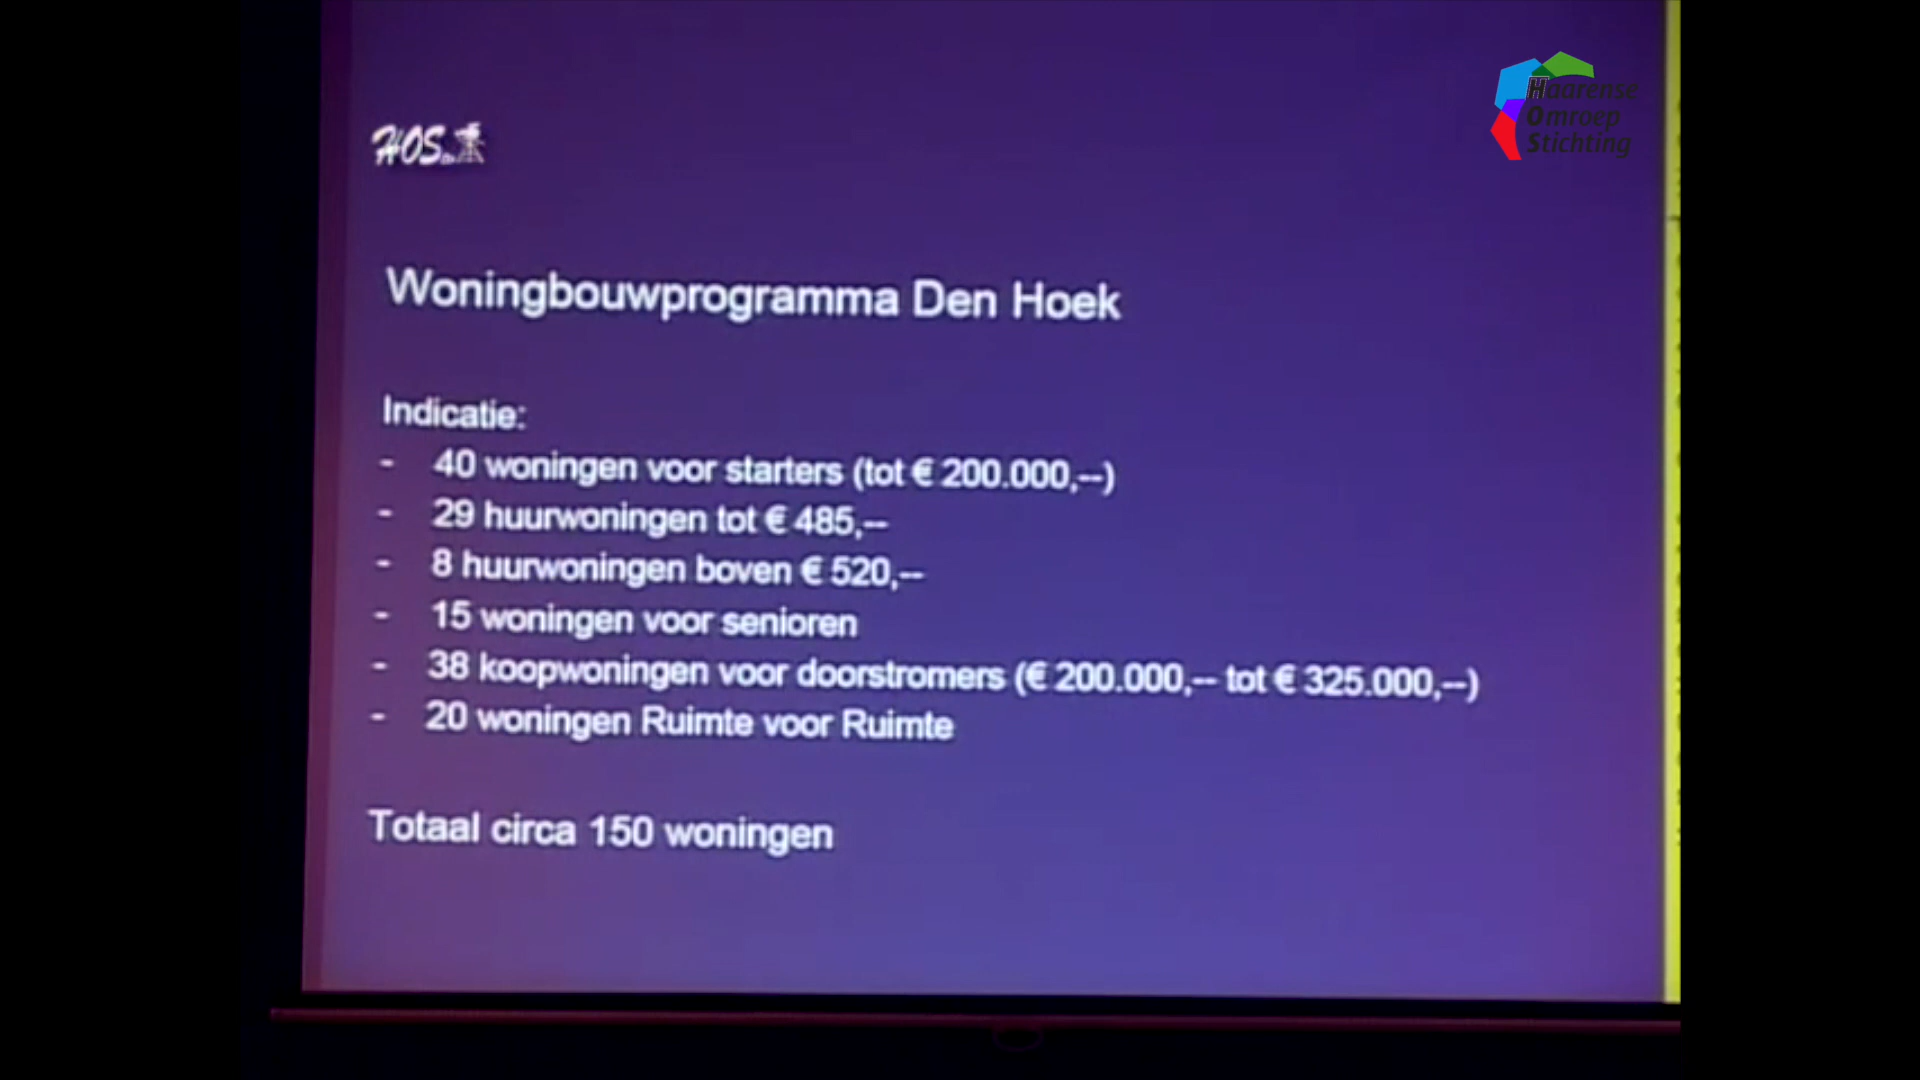 HOS
Haarense
Omroep
Stichting
Woningbouwprogramma Den Hoek
Indicatie:
- 40 woningen voor starters (tot € 200.000,--)
- 29 huurwoningen tot € 485,--
- 8 huurwoningen boven € 520,--
- 15 woningen voor senioren
- 38 koopwoningen voor doorstromers (€ 200.000,-- tot € 325.000,--)
- 20 woningen Ruimte voor Ruimte
Totaal circa 150 woningen